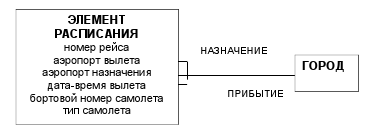 ЭЛЕМЕНТ
РАСПИСАНИЯ
номер рейса
аэропорт вылета
аэропорт назначения
дата-время вылета
бортовой номер самолета
тип самолета
НАЗНАЧЕНИЕ
ПРИБЫТИЕ
ГОРОД